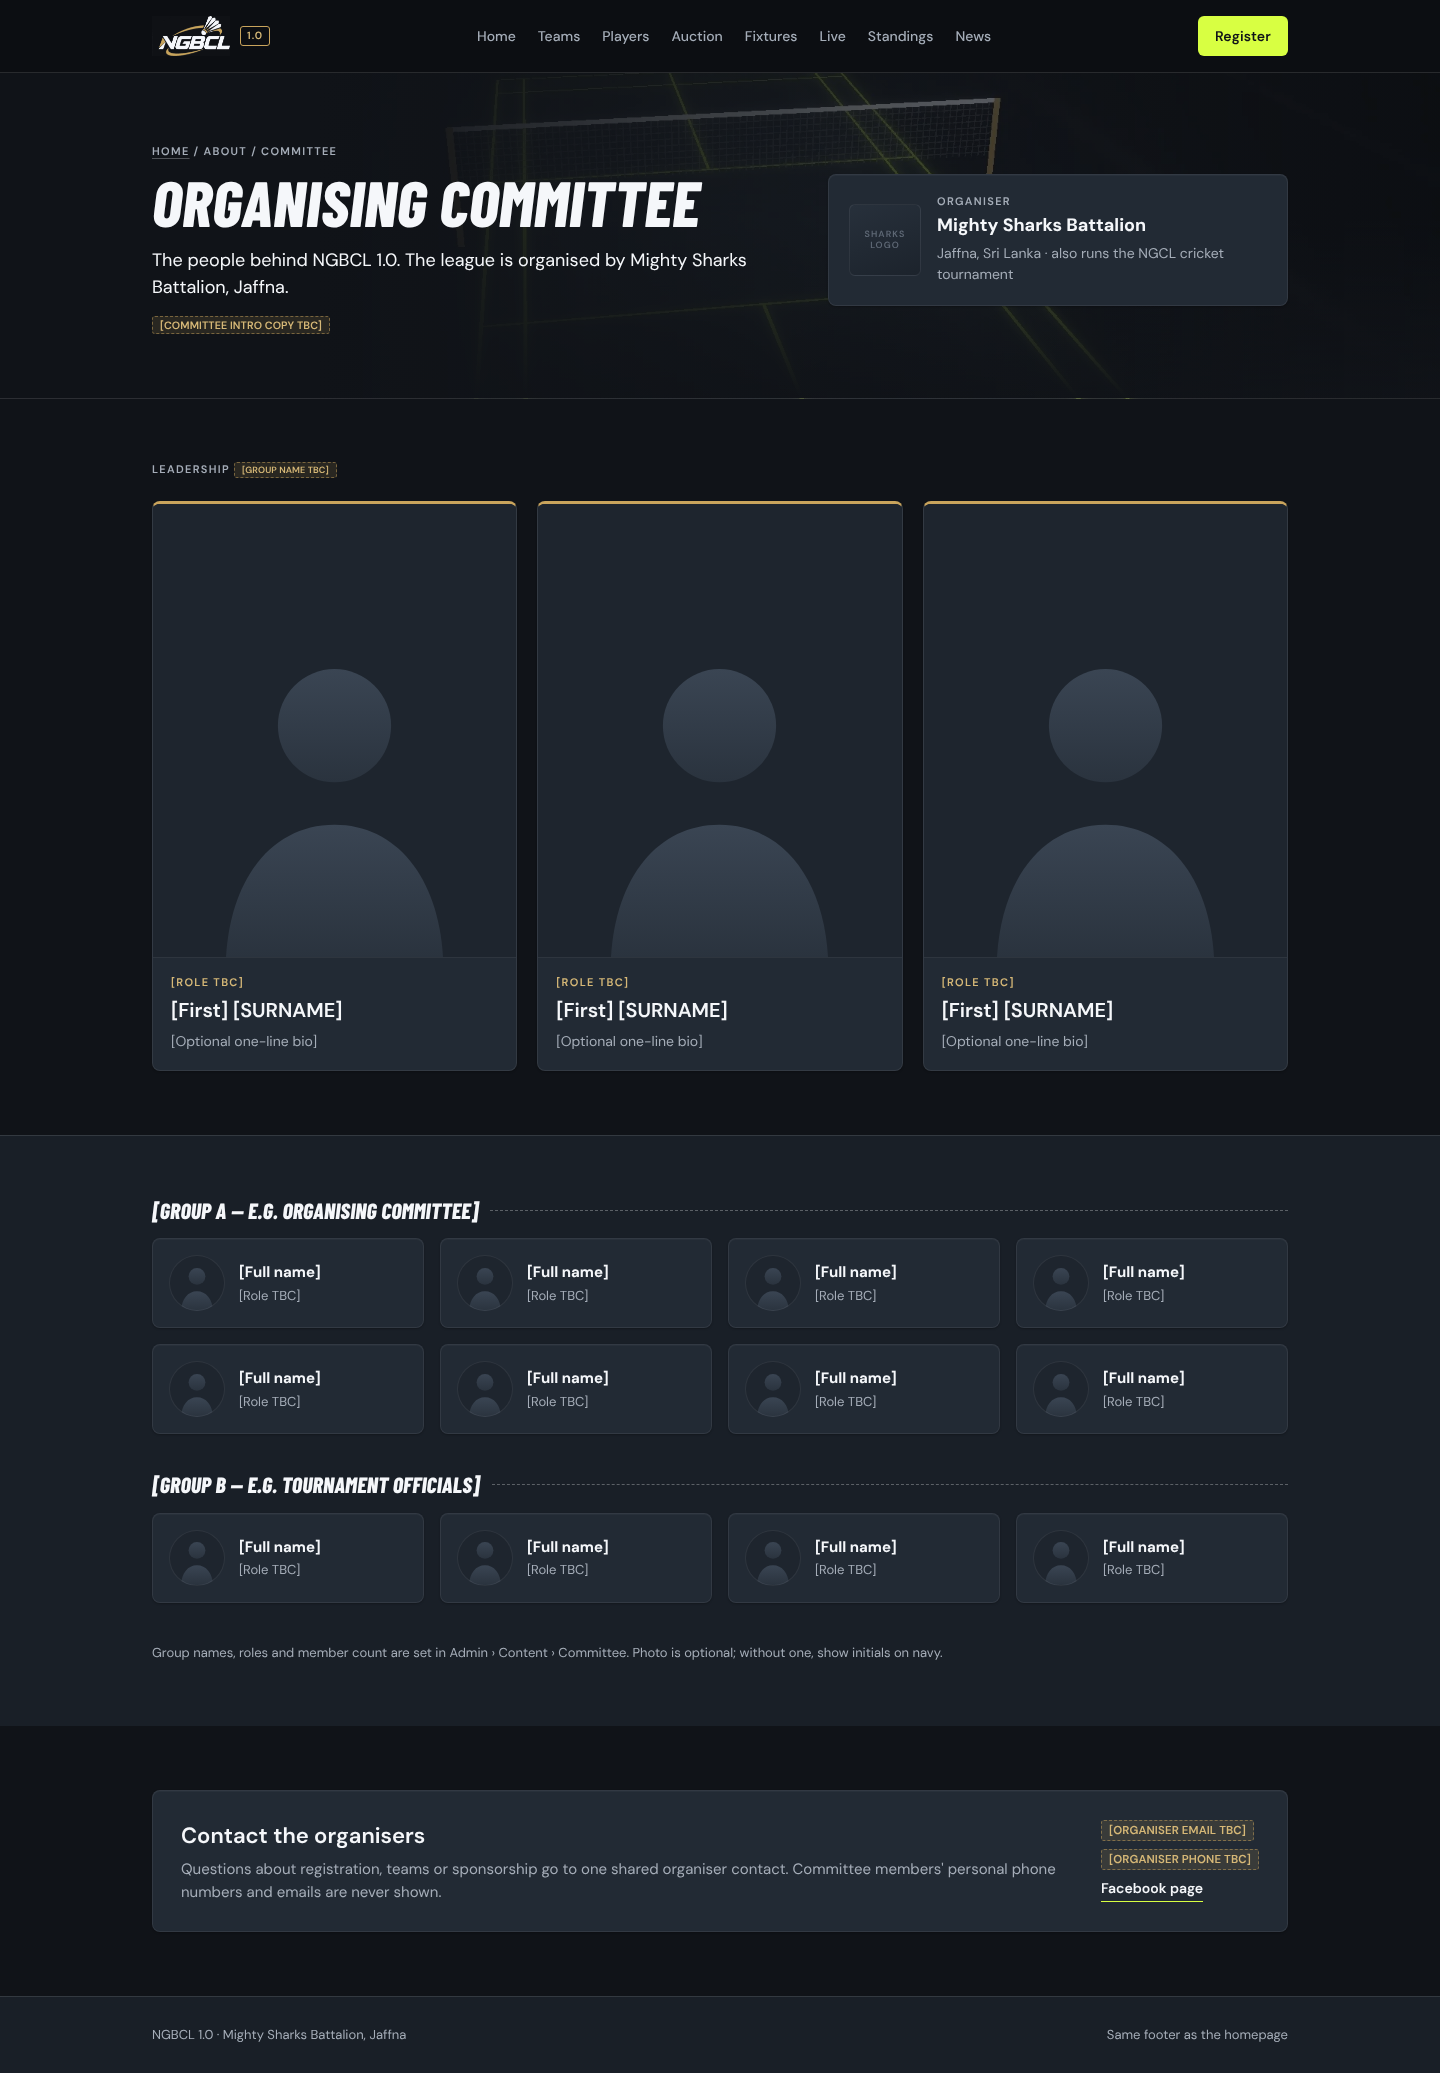 NGBCL
1.0
Home
Teams
Players
Auction
Fixtures
Live
Standings
News
Register
HOME / ABOUT / COMMITTEE
ORGANISING COMMITTEE
The people behind NGBCL 1.0. The league is organised by Mighty Sharks
Battalion, Jaffna.
[COMMITTEE INTRO COPY TBC]
SHARKS
LOGO
ORGANISER
Mighty Sharks Battalion
Jaffna, Sri Lanka · also runs the NGCL cricket
tournament
LEADERSHIP [GROUP NAME TBC]
[ROLE TBC]
[First] [SURNAME]
[Optional one-line bio]
[ROLE TBC]
[First] [SURNAME]
[Optional one-line bio]
[ROLE TBC]
[First] [SURNAME]
[Optional one-line bio]
[GROUP A – E.G. ORGANISING COMMITTEE]
[Full name]
[Role TBC]
[Full name]
[Role TBC]
[Full name]
[Role TBC]
[Full name]
[Role TBC]
[Full name]
[Role TBC]
[Full name]
[Role TBC]
[Full name]
[Role TBC]
[Full name]
[Role TBC]
[GROUP B – E.G. TOURNAMENT OFFICIALS]
[Full name]
[Role TBC]
[Full name]
[Role TBC]
[Full name]
[Role TBC]
[Full name]
[Role TBC]
Group names, roles and member count are set in Admin › Content › Committee. Photo is optional; without one, show initials on navy.
Contact the organisers
Questions about registration, teams or sponsorship go to one shared organiser contact. Committee members' personal phone
numbers and emails are never shown.
[ORGANISER EMAIL TBC]
[ORGANISER PHONE TBC]
Facebook page
NGBCL 1.0 · Mighty Sharks Battalion, Jaffna
Same footer as the homepage